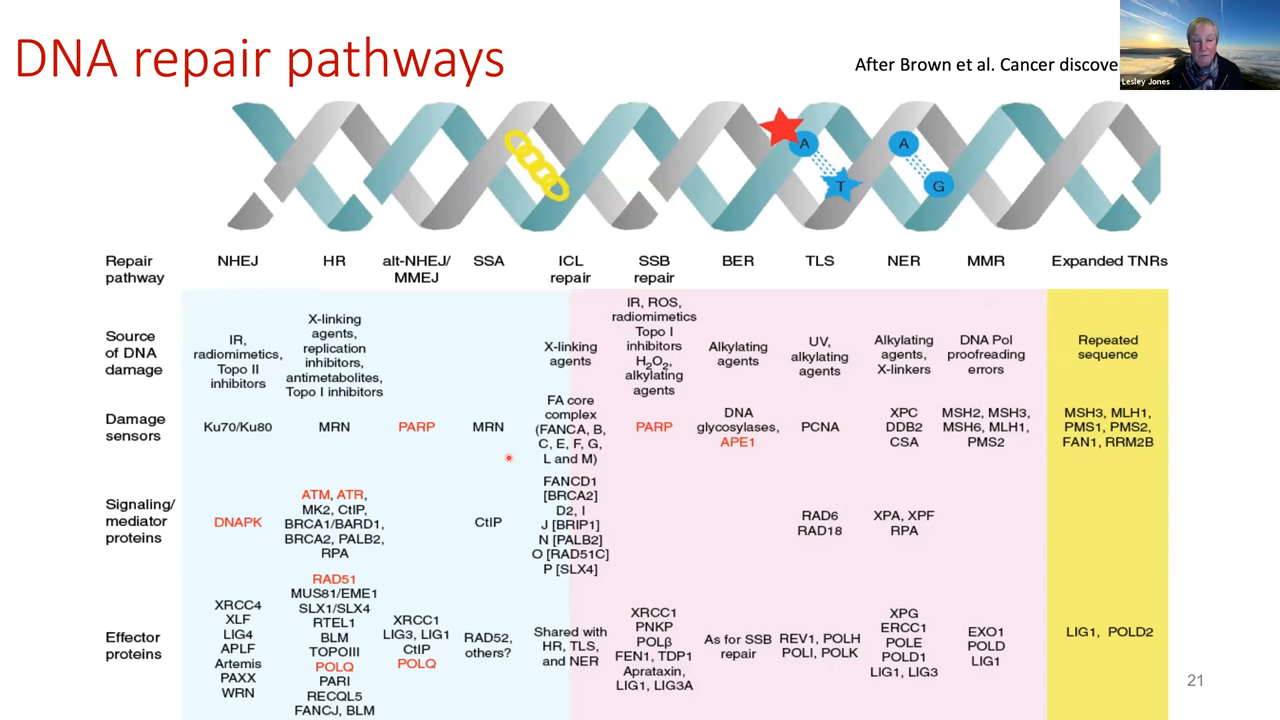 DNA repair pathways
After Brown et al. Cancer discove
Lesley Jones
A
T
A
G
Repair
pathway
NHEJ
HR
alt-NHEJ/
MMEJ
SSA
ICL
repair
SSB
repair
BER
TLS
NER
MMR
Expanded TNRs
Source
of DNA
damage
IR,
radiomimetics,
Topo II
inhibitors
X-linking
agents,
replication
inhibitors,
antimetabolites,
Topo I inhibitors
X-linking
agents
IR, ROS,
radiomimetics
Topo I
inhibitors
H₂O₂,
alkylating
agents
Alkylating
agents
UV,
alkylating
agents
Alkylating
agents,
X-linkers
DNA Pol
proofreading
errors
Repeated
sequence
Damage
sensors
Ku70/Ku80
MRN
PARP
MRN
FA core
complex
(FANCA, B,
C, E, F, G,
L and M)
PARP
DNA
glycosylases,
APE1
PCNA
XPC
DDB2
CSA
MSH2, MSH3,
MSH6, MLH1,
PMS2
MSH3, MLH1,
PMS1, PMS2,
FAN1, RRM2B
Signaling/
mediator
proteins
DNAPK
ATM, ATR,
MK2, CtIP,
BRCA1/BARD1,
BRCA2, PALB2,
RPA
CtIP
FANCD1
[BRCA2]
D2, I
J [BRIP1]
N [PALB2]
O [RAD51C]
P [SLX4]
RAD6
RAD18
XPA, XPF
RPA
Effector
proteins
XRCC4
XLF
LIG4
APLF
Artemis
PAXX
WRN
RAD51
MUS81/EME1
SLX1/SLX4
RTEL1
BLM
TOPOIII
POLQ
PARI
RECQL5
FANCJ, BLM
XRCC1
LIG3, LIG1
CtIP
POLQ
RAD52,
others?
Shared with
HR, TLS,
and NER
XRCC1
PNKP
POLβ
FEN1, TDP1
Aprataxin,
LIG1, LIG3A
As for SSB
repair
REV1, POLH
POLI, POLK
XPG
ERCC1
POLE
POLD1
LIG1, LIG3
EXO1
POLD
LIG1
LIG1, POLD2
21